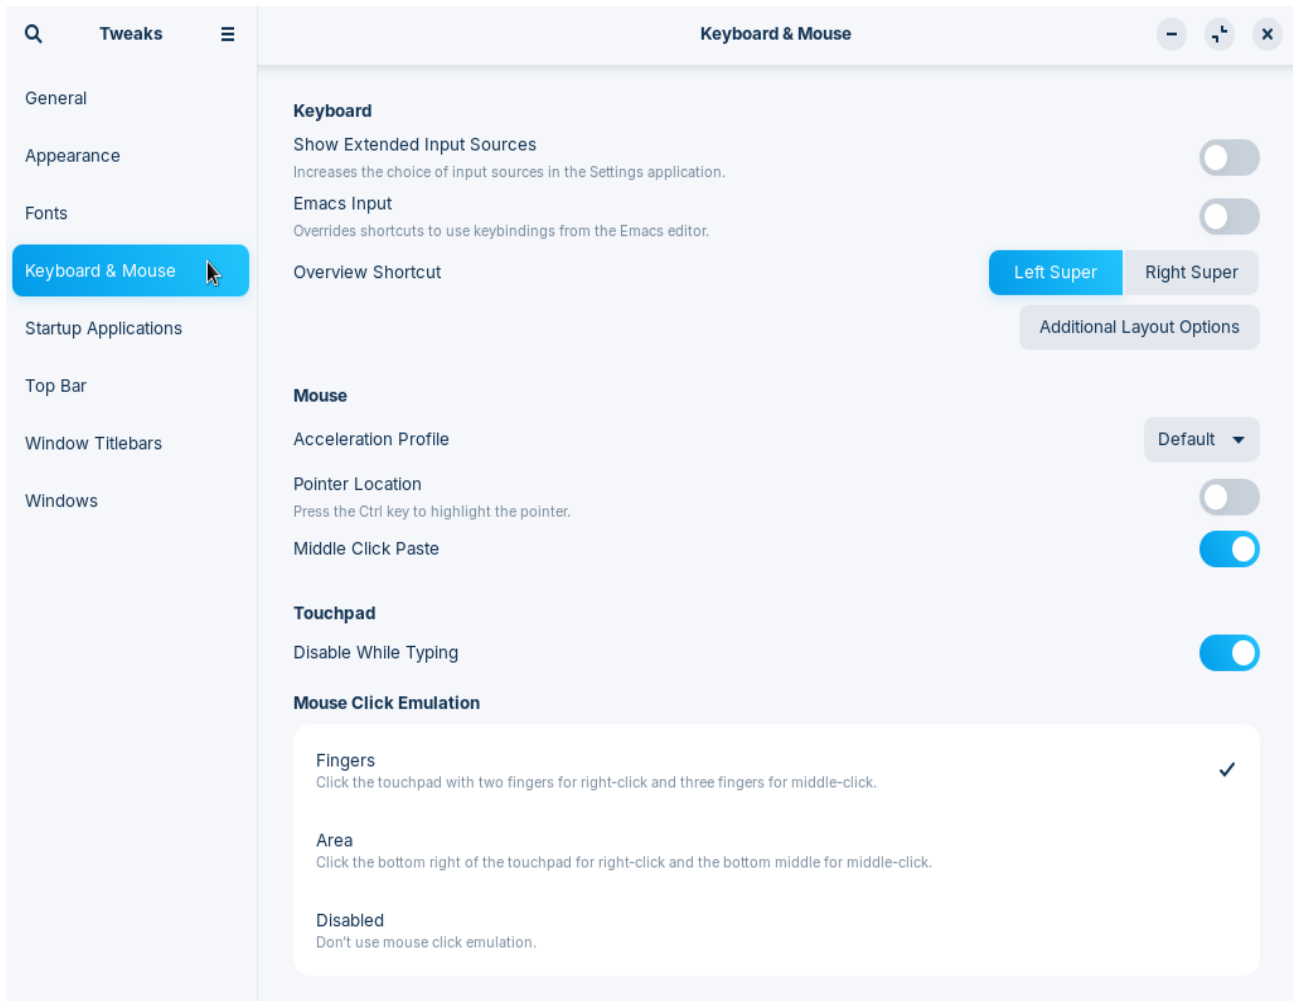 Tweaks
Keyboard & Mouse
General
Appearance
Fonts
Keyboard & Mouse
Startup Applications
Top Bar
Window Titlebars
Windows
Keyboard
Show Extended Input Sources
Increases the choice of input sources in the Settings application.
Emacs Input
Overrides shortcuts to use keybindings from the Emacs editor.
Overview Shortcut
Left Super
Right Super
Additional Layout Options
Mouse
Acceleration Profile
Default
Pointer Location
Press the Ctrl key to highlight the pointer.
Middle Click Paste
Touchpad
Disable While Typing
Mouse Click Emulation
Fingers
Click the touchpad with two fingers for right-click and three fingers for middle-click.
Area
Click the bottom right of the touchpad for right-click and the bottom middle for middle-click.
Disabled
Don't use mouse click emulation.